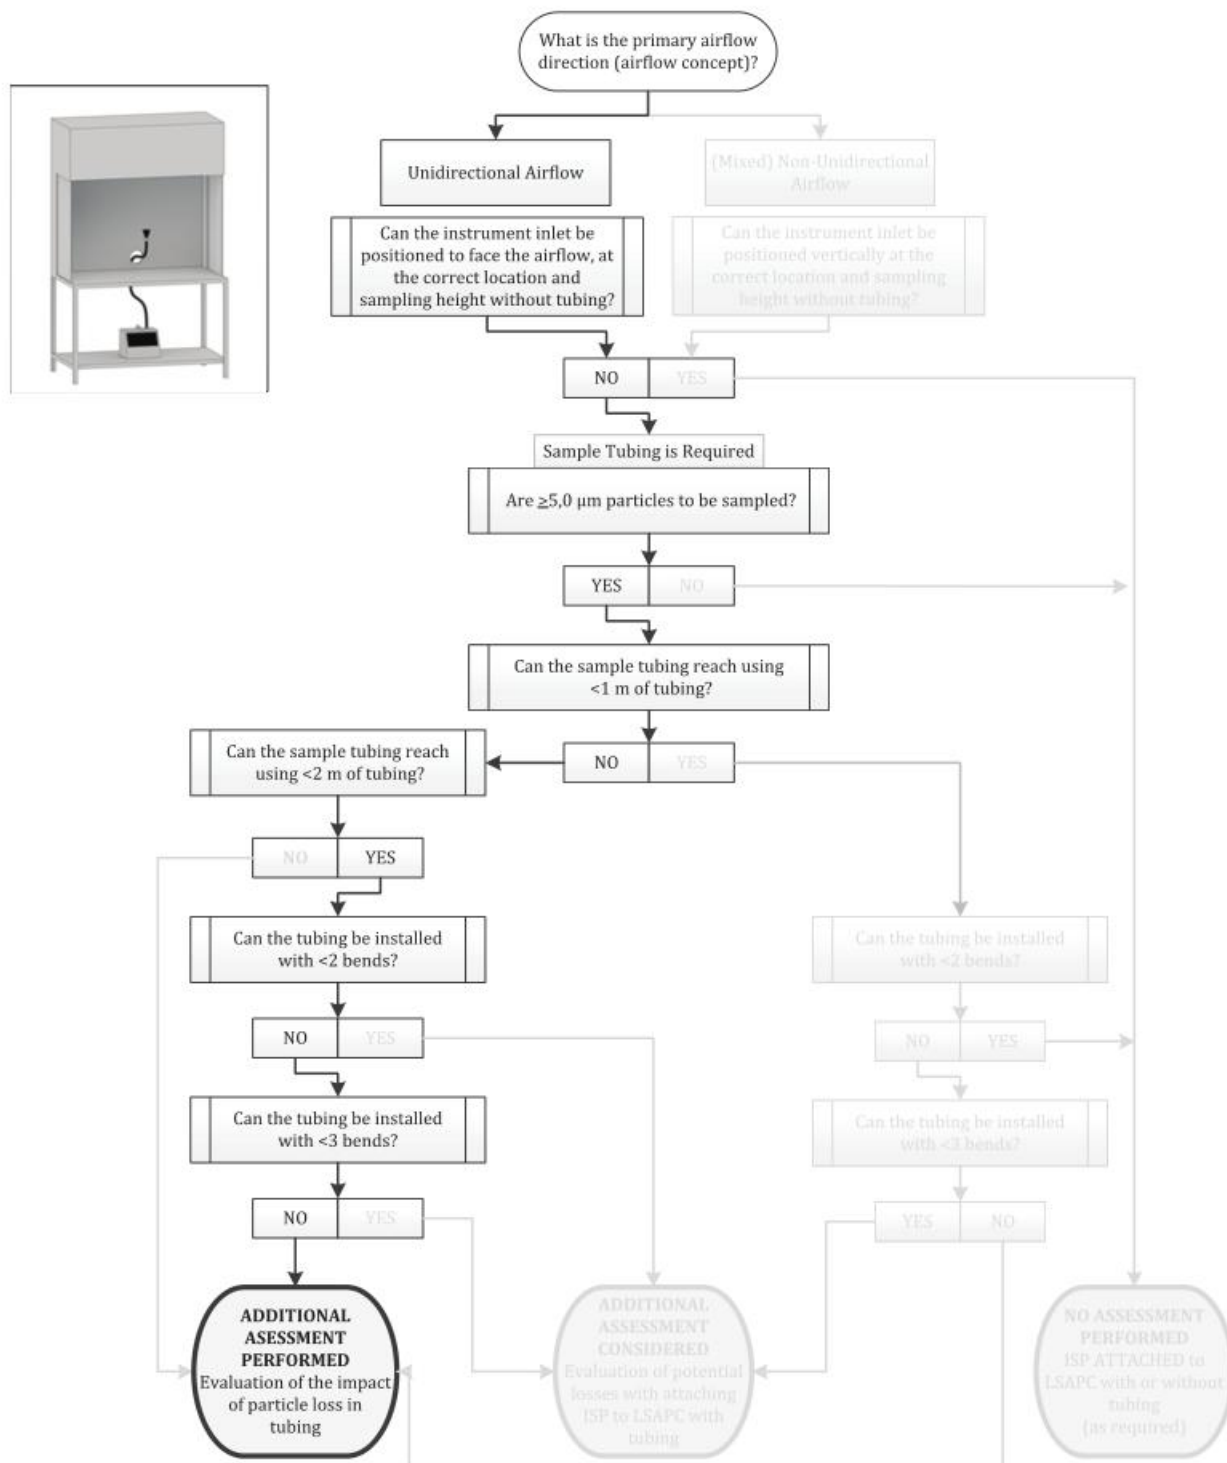 What is the primary airflow
direction (airflow concept)?
Unidirectional Airflow
(Mixed) Non-Unidirectional
Airflow
Can the instrument inlet be
positioned to face the airflow, at
the correct location and
sampling height without tubing?
Can the instrument inlet be
positioned vertically at the
correct location and sampling
height without tubing?
NO
YES
Sample Tubing is Required
Are ≥5,0 μm particles to be sampled?
YES
NO
Can the sample tubing reach using
<1 m of tubing?
NO
YES
Can the sample tubing reach
using <2 m of tubing?
NO
YES
Can the tubing be installed
with <2 bends?
Can the tubing be installed
with <2 bends?
NO
YES
NO
YES
Can the tubing be installed
with <3 bends?
Can the tubing be installed
with <3 bends?
NO
YES
YES
NO
ADDITIONAL
ASESSMENT
PERFORMED
Evaluation of the impact
of particle loss in
tubing
ADDITIONAL
ASSESSMENT
CONSIDERED
Evaluation of potential
losses with attaching
ISP to LSAPC with
tubing
NO ASSESSMENT
PERFORMED
ISP ATTACHED to
LSAPC with or without
tubing
(as required)